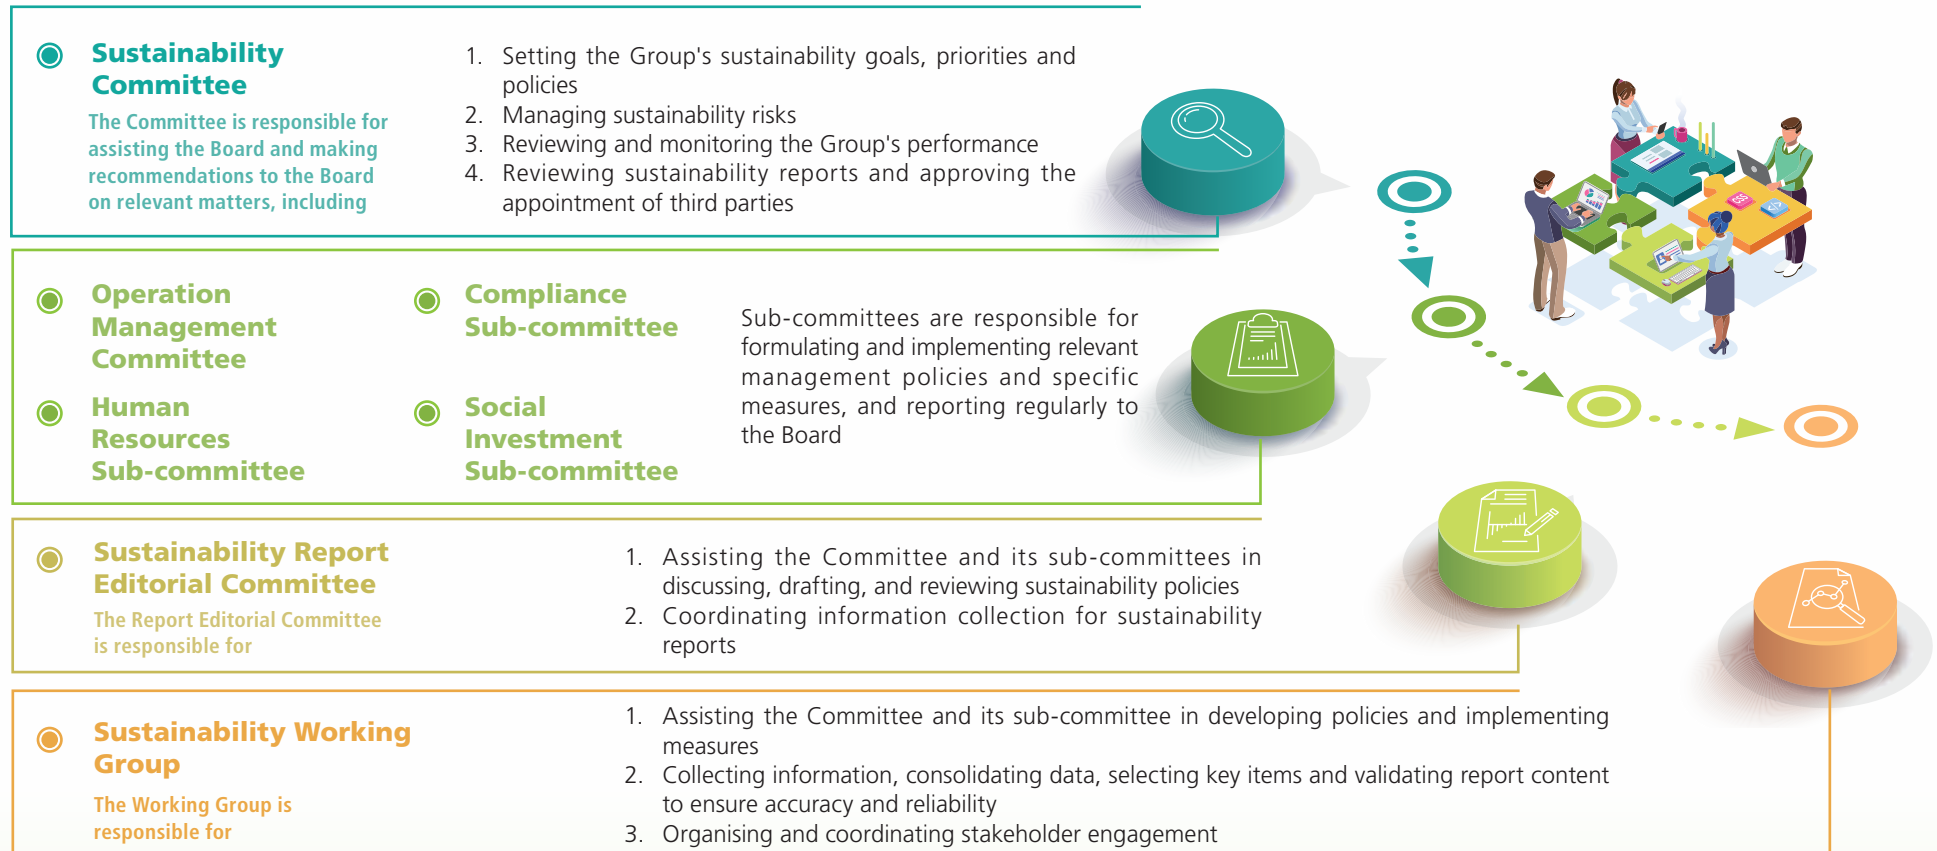 Sustainability
Committee
The Committee is responsible for
assisting the Board and making
recommendations to the Board
on relevant matters, including
1. Setting the Group's sustainability goals, priorities and
policies
2. Managing sustainability risks
3. Reviewing and monitoring the Group's performance
4. Reviewing sustainability reports and approving the
appointment of third parties
Operation
Management
Committee
Compliance
Sub-committee
Human
Resources
Sub-committee
Social
Investment
Sub-committee
Sub-committees are responsible for
formulating and implementing relevant
management policies and specific
measures, and reporting regularly to
the Board
Sustainability Report
Editorial Committee
The Report Editorial Committee
is responsible for
1. Assisting the Committee and its sub-committees in
discussing, drafting, and reviewing sustainability policies
2. Coordinating information collection for sustainability
reports
Sustainability Working
Group
The Working Group is
responsible for
1. Assisting the Committee and its sub-committee in developing policies and implementing
measures
2. Collecting information, consolidating data, selecting key items and validating report content
to ensure accuracy and reliability
3. Organising and coordinating stakeholder engagement
CSS
</>